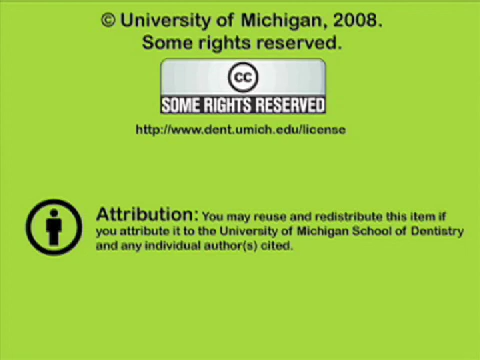 © University of Michigan, 2008.
Some rights reserved.
cc
SOME RIGHTS RESERVED
http://www.dent.umich.edu/license
Attribution: You may reuse and redistribute this item if
you attribute it to the University of Michigan School of Dentistry
and any individual author(s) cited.